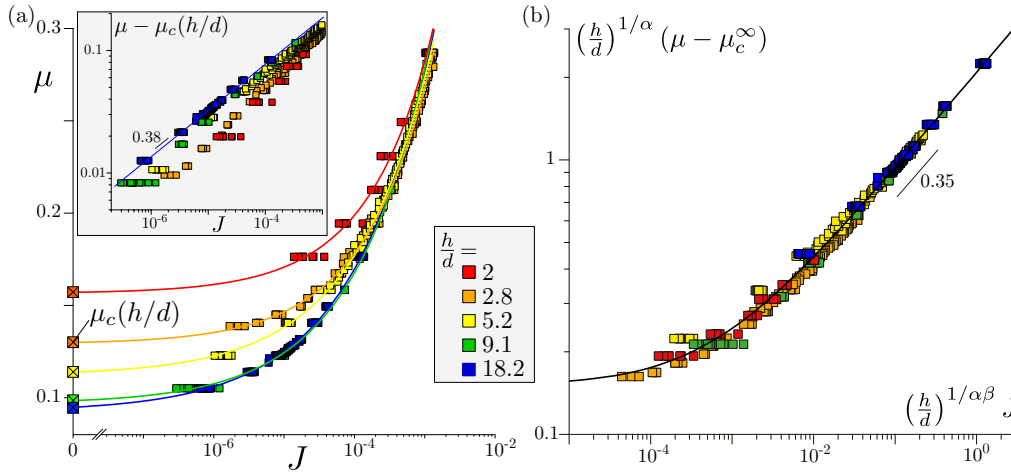 (a)
0.3
0.2
0.1
μ
μ − μc(h/d)
0.1
0.01
0.38
10^-6
J
10^-4
μc(h/d)
h/d =
2
2.8
5.2
9.1
18.2
0
10^-6
J
10^-4
10^-2
(b)
(h/d)^1/α (μ − μc^∞)
1
0.1
0.35
(h/d)^1/αβ J
10^-4
10^-2
10^0